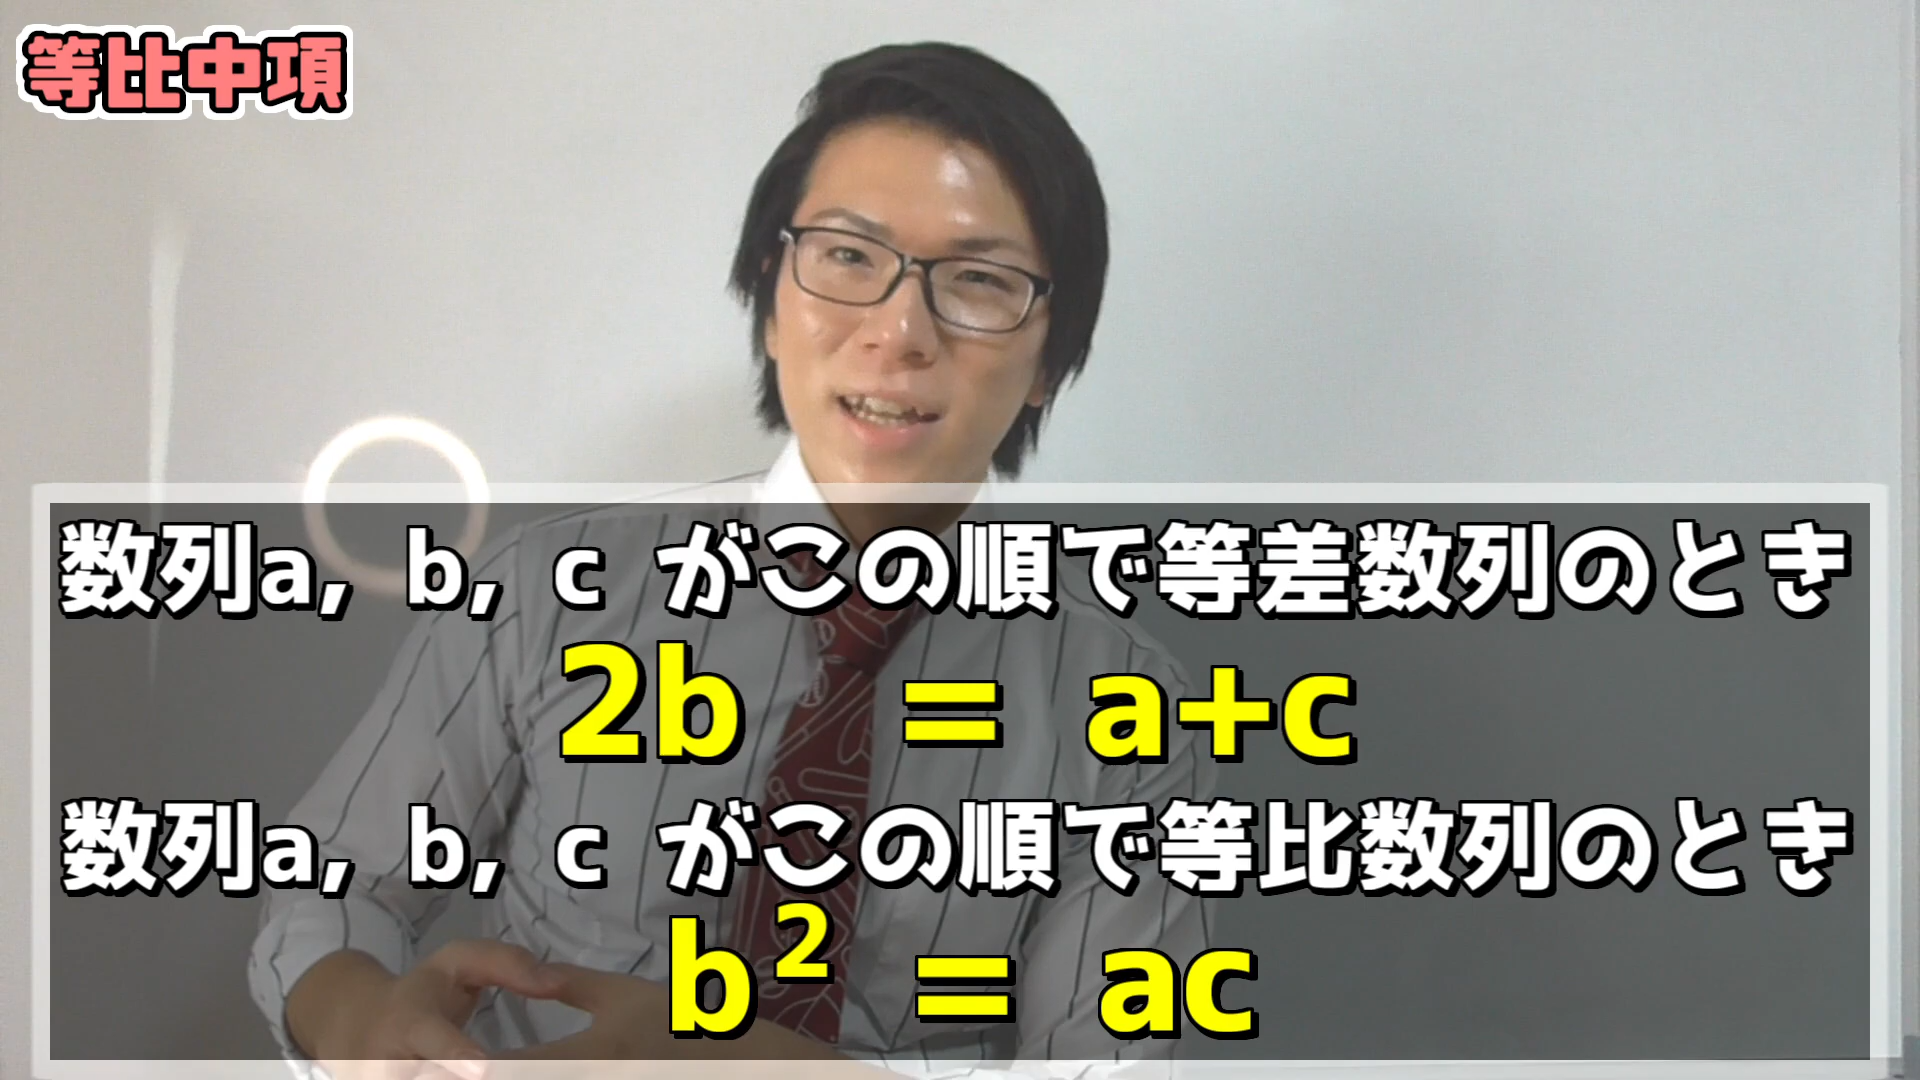 等比中項
数列a, b, c がこの順で等差数列のとき
2b = a+c
数列a, b, c がこの順で等比数列のとき
b² = ac